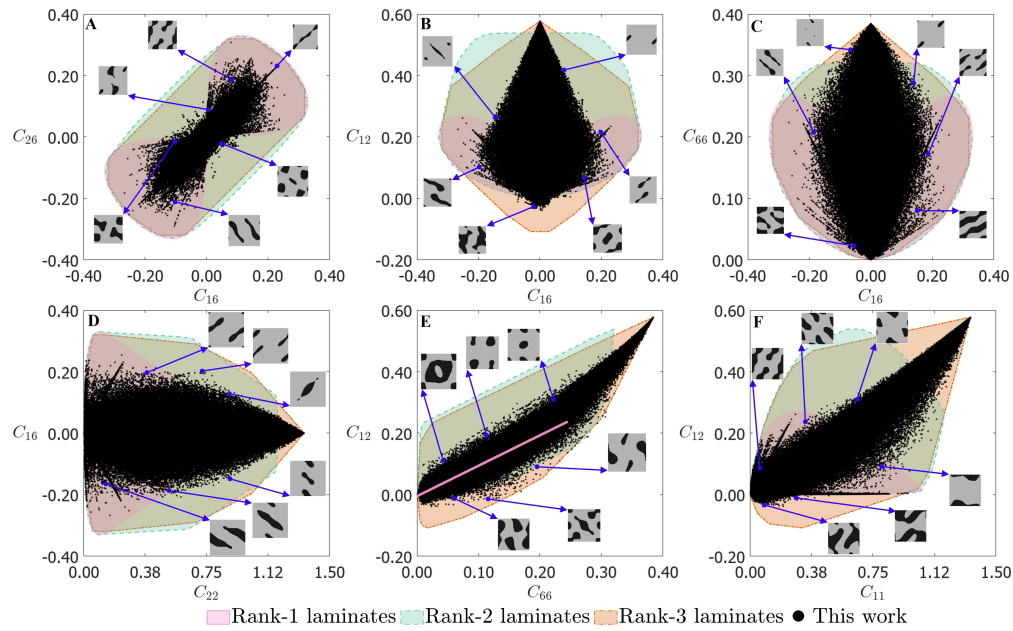 A
0.40
0.20
0.00
-0.20
-0.40
C26
-0.40 -0.20 0.00 0.20 0.40
C16
B
0.60
0.40
0.20
0.00
-0.20
C12
-0.40 -0.20 0.00 0.20 0.40
C16
C
0.40
0.30
0.20
0.10
0.00
C66
-0.40 -0.20 0.00 0.20 0.40
C16
D
0.40
0.20
0.00
-0.20
-0.40
C16
0.00 0.38 0.75 1.12 1.50
C22
E
0.60
0.40
0.20
0.00
-0.20
C12
0.00 0.10 0.20 0.30 0.40
C66
F
0.60
0.40
0.20
0.00
-0.20
C12
0.00 0.38 0.75 1.12 1.50
C11
Rank-1 laminates Rank-2 laminates Rank-3 laminates This work